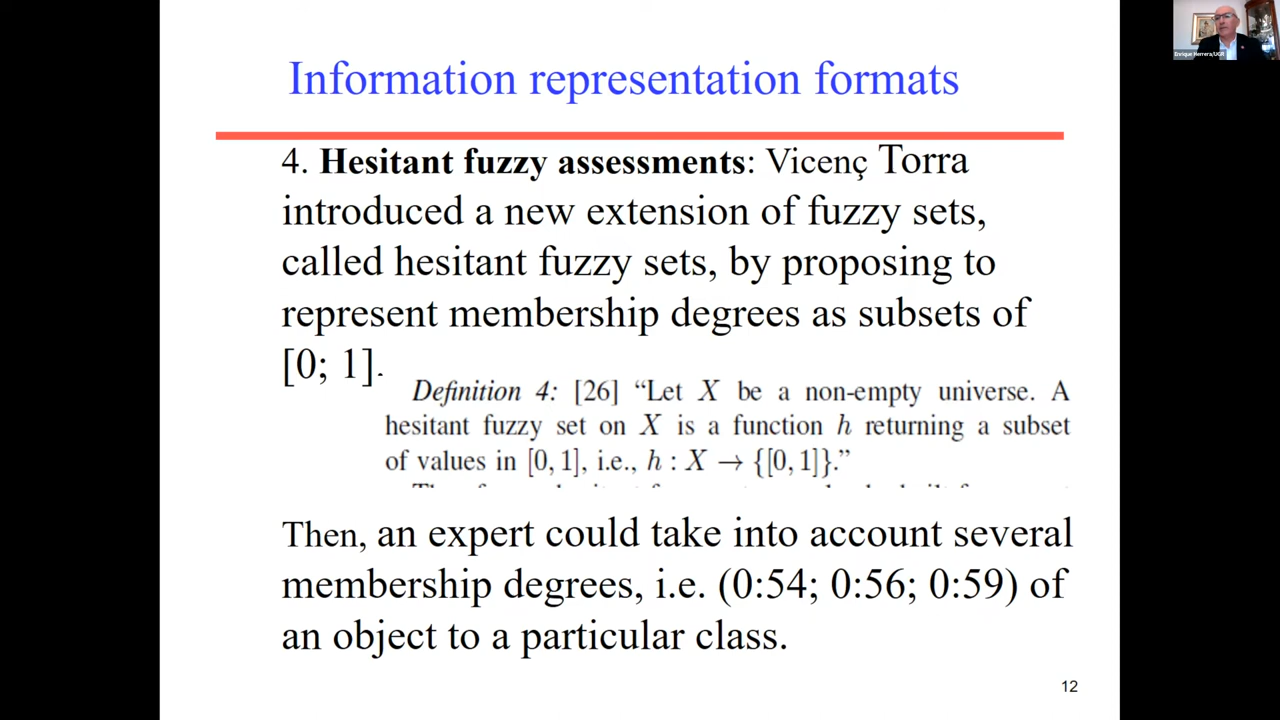 Information representation formats
Enrique Herrera/UGR
4. Hesitant fuzzy assessments: Vicenç Torra
introduced a new extension of fuzzy sets,
called hesitant fuzzy sets, by proposing to
represent membership degrees as subsets of
[0; 1].
Definition 4: [26] “Let X be a non-empty universe. A
hesitant fuzzy set on X is a function h returning a subset
of values in [0, 1], i.e., h : X → {[0, 1]}.”
Then, an expert could take into account several
membership degrees, i.e. (0:54; 0:56; 0:59) of
an object to a particular class.
12